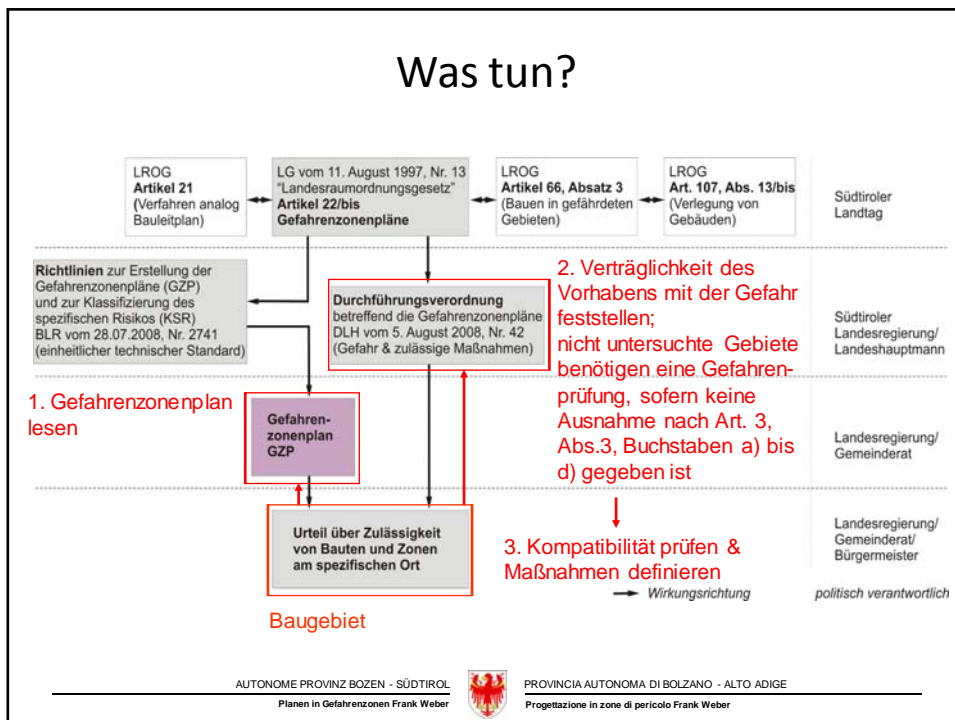 Was tun?
LROG
Artikel 21
(Verfahren analog
Bauleitplan)
LG vom 11. August 1997, Nr. 13
"Landesraumordnungsgesetz"
Artikel 22/bis
Gefahrenzonenpläne
LROG
Artikel 66, Absatz 3
(Bauen in gefährdeten
Gebieten)
LROG
Art. 107, Abs. 13/bis
(Verlegung von
Gebäuden)
Südtiroler
Landtag
Richtlinien zur Erstellung der
Gefahrenzonenpläne (GZP)
und zur Klassifizierung des
spezifischen Risikos (KSR)
BLR vom 28.07.2008, Nr. 2741
(einheitlicher technischer Standard)
Durchführungsverordnung
betreffend die Gefahrenzonenpläne
DLH vom 5. August 2008, Nr. 42
(Gefahr & zulässige Maßnahmen)
2. Verträglichkeit des
Vorhabens mit der Gefahr
feststellen;
nicht untersuchte Gebiete
benötigen eine Gefahren-
prüfung, sofern keine
Ausnahme nach Art. 3,
Abs.3, Buchstaben a) bis
d) gegeben ist
Südtiroler
Landesregierung/
Landeshauptmann
1. Gefahrenzonenplan
lesen
Gefahren-
zonenplan
GZP
Landesregierung/
Gemeinderat
Urteil über Zulässigkeit
von Bauten und Zonen
am spezifischen Ort
3. Kompatibilität prüfen &
Maßnahmen definieren
Landesregierung/
Gemeinderat/
Bürgermeister
Baugebiet
Wirkungsrichtung
politisch verantwortlich
AUTONOME PROVINZ BOZEN - SÜDTIROL
Planen in Gefahrenzonen Frank Weber
PROVINCIA AUTONOMA DI BOLZANO - ALTO ADIGE
Progettazione in zone di pericolo Frank Weber